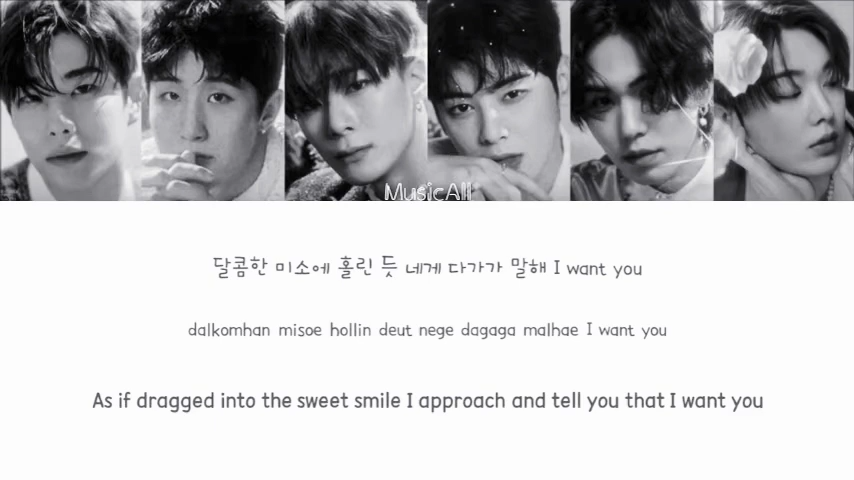 MusicAll
달콤한 미소에 홀린 듯 네게 다가가 말해 I want you
dalkomhan misoe hollin deut nege dagaga malhae I want you
As if dragged into the sweet smile I approach and tell you that I want you